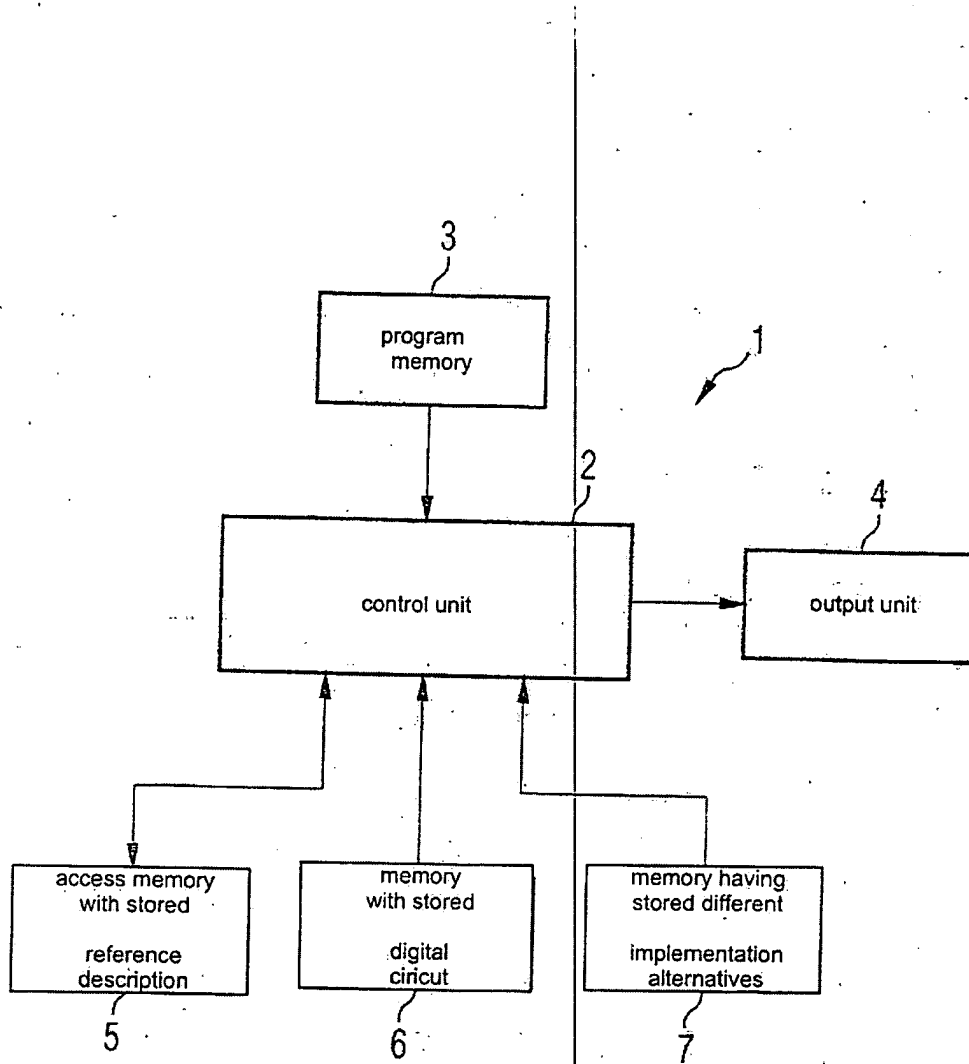 3
program
memory
1
2
4
control unit
output unit
access memory
with stored
reference
description
memory
with stored
digital
ciricut
memory having
stored different
implementation
alternatives
5
6
7